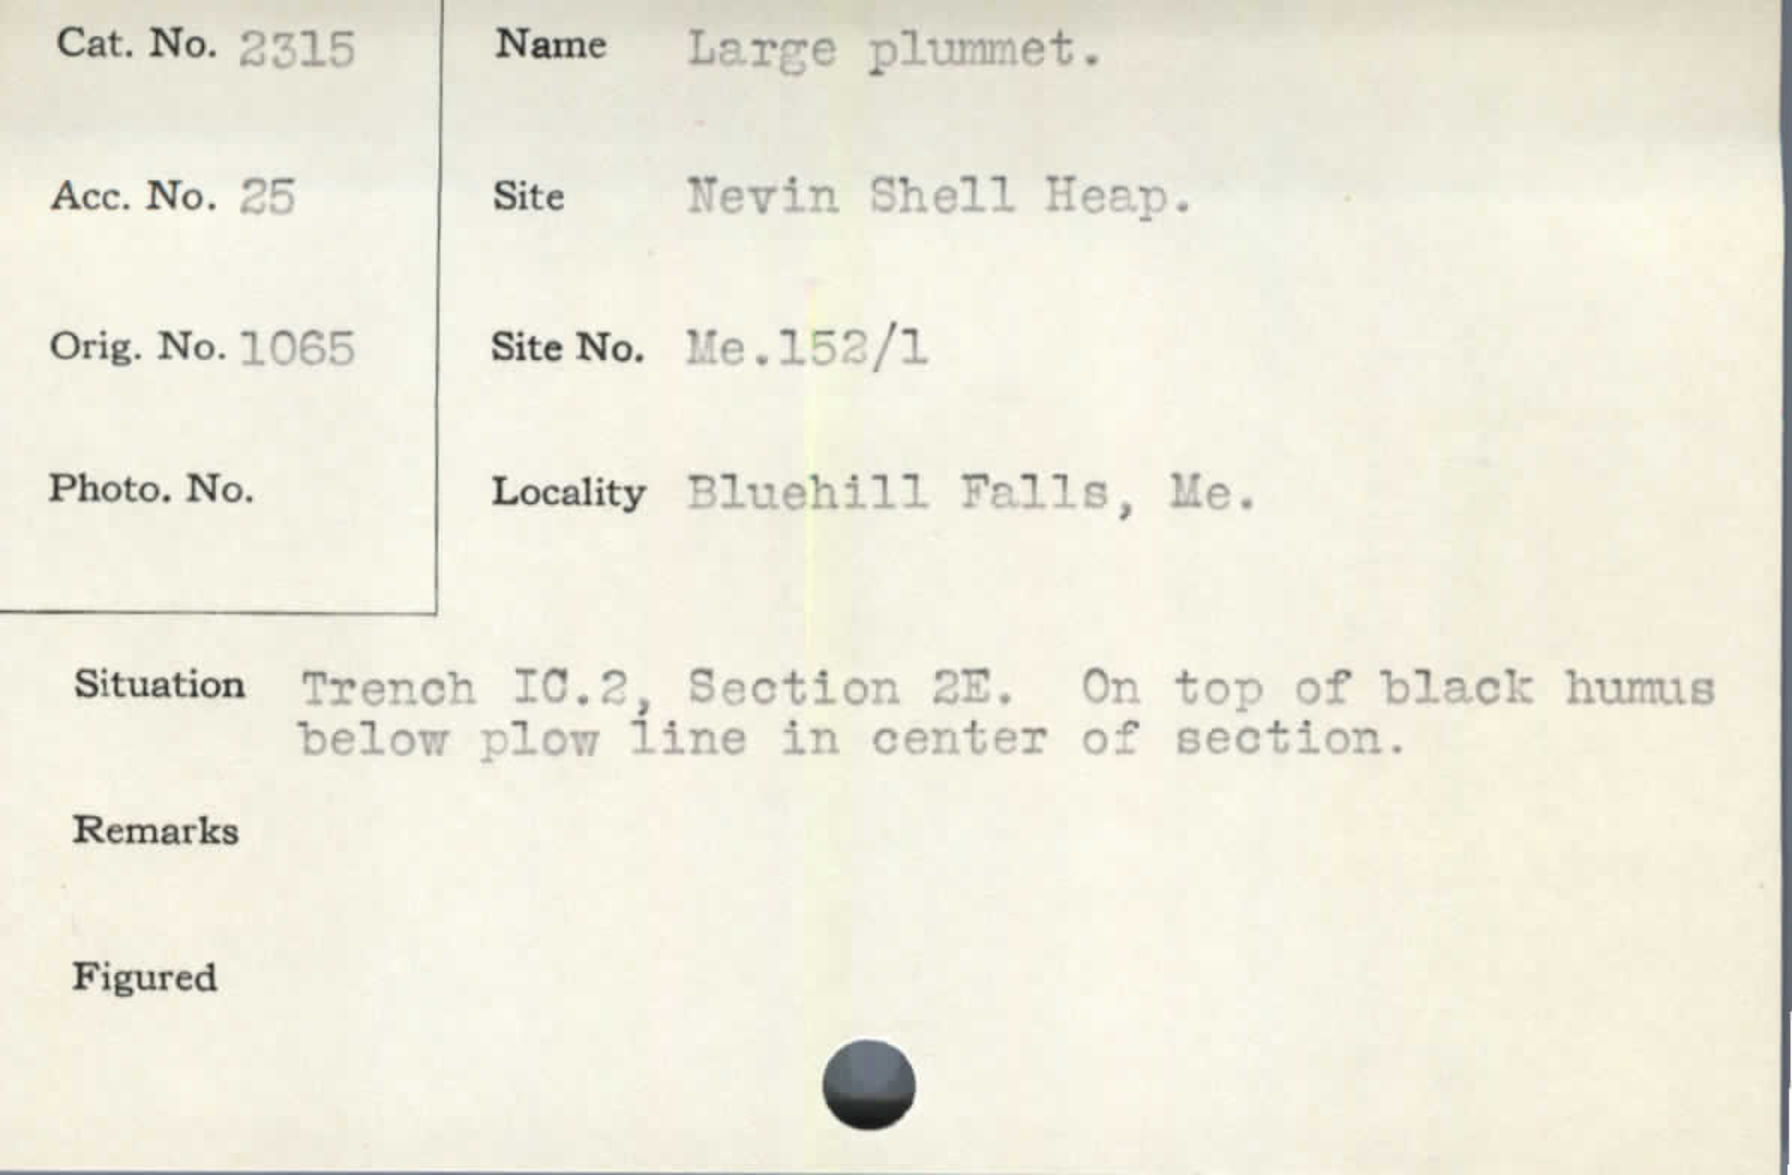 Cat. No. 2315
Name Large plummet.
Acc. No. 25
Site Nevin Shell Heap.
Orig. No. 1065
Site No. Me.152/1
Photo. No.
Locality Bluehill Falls, Me.
Situation Trench IC.2, Section 2E. On top of black humus
below plow line in center of section.
Remarks
Figured